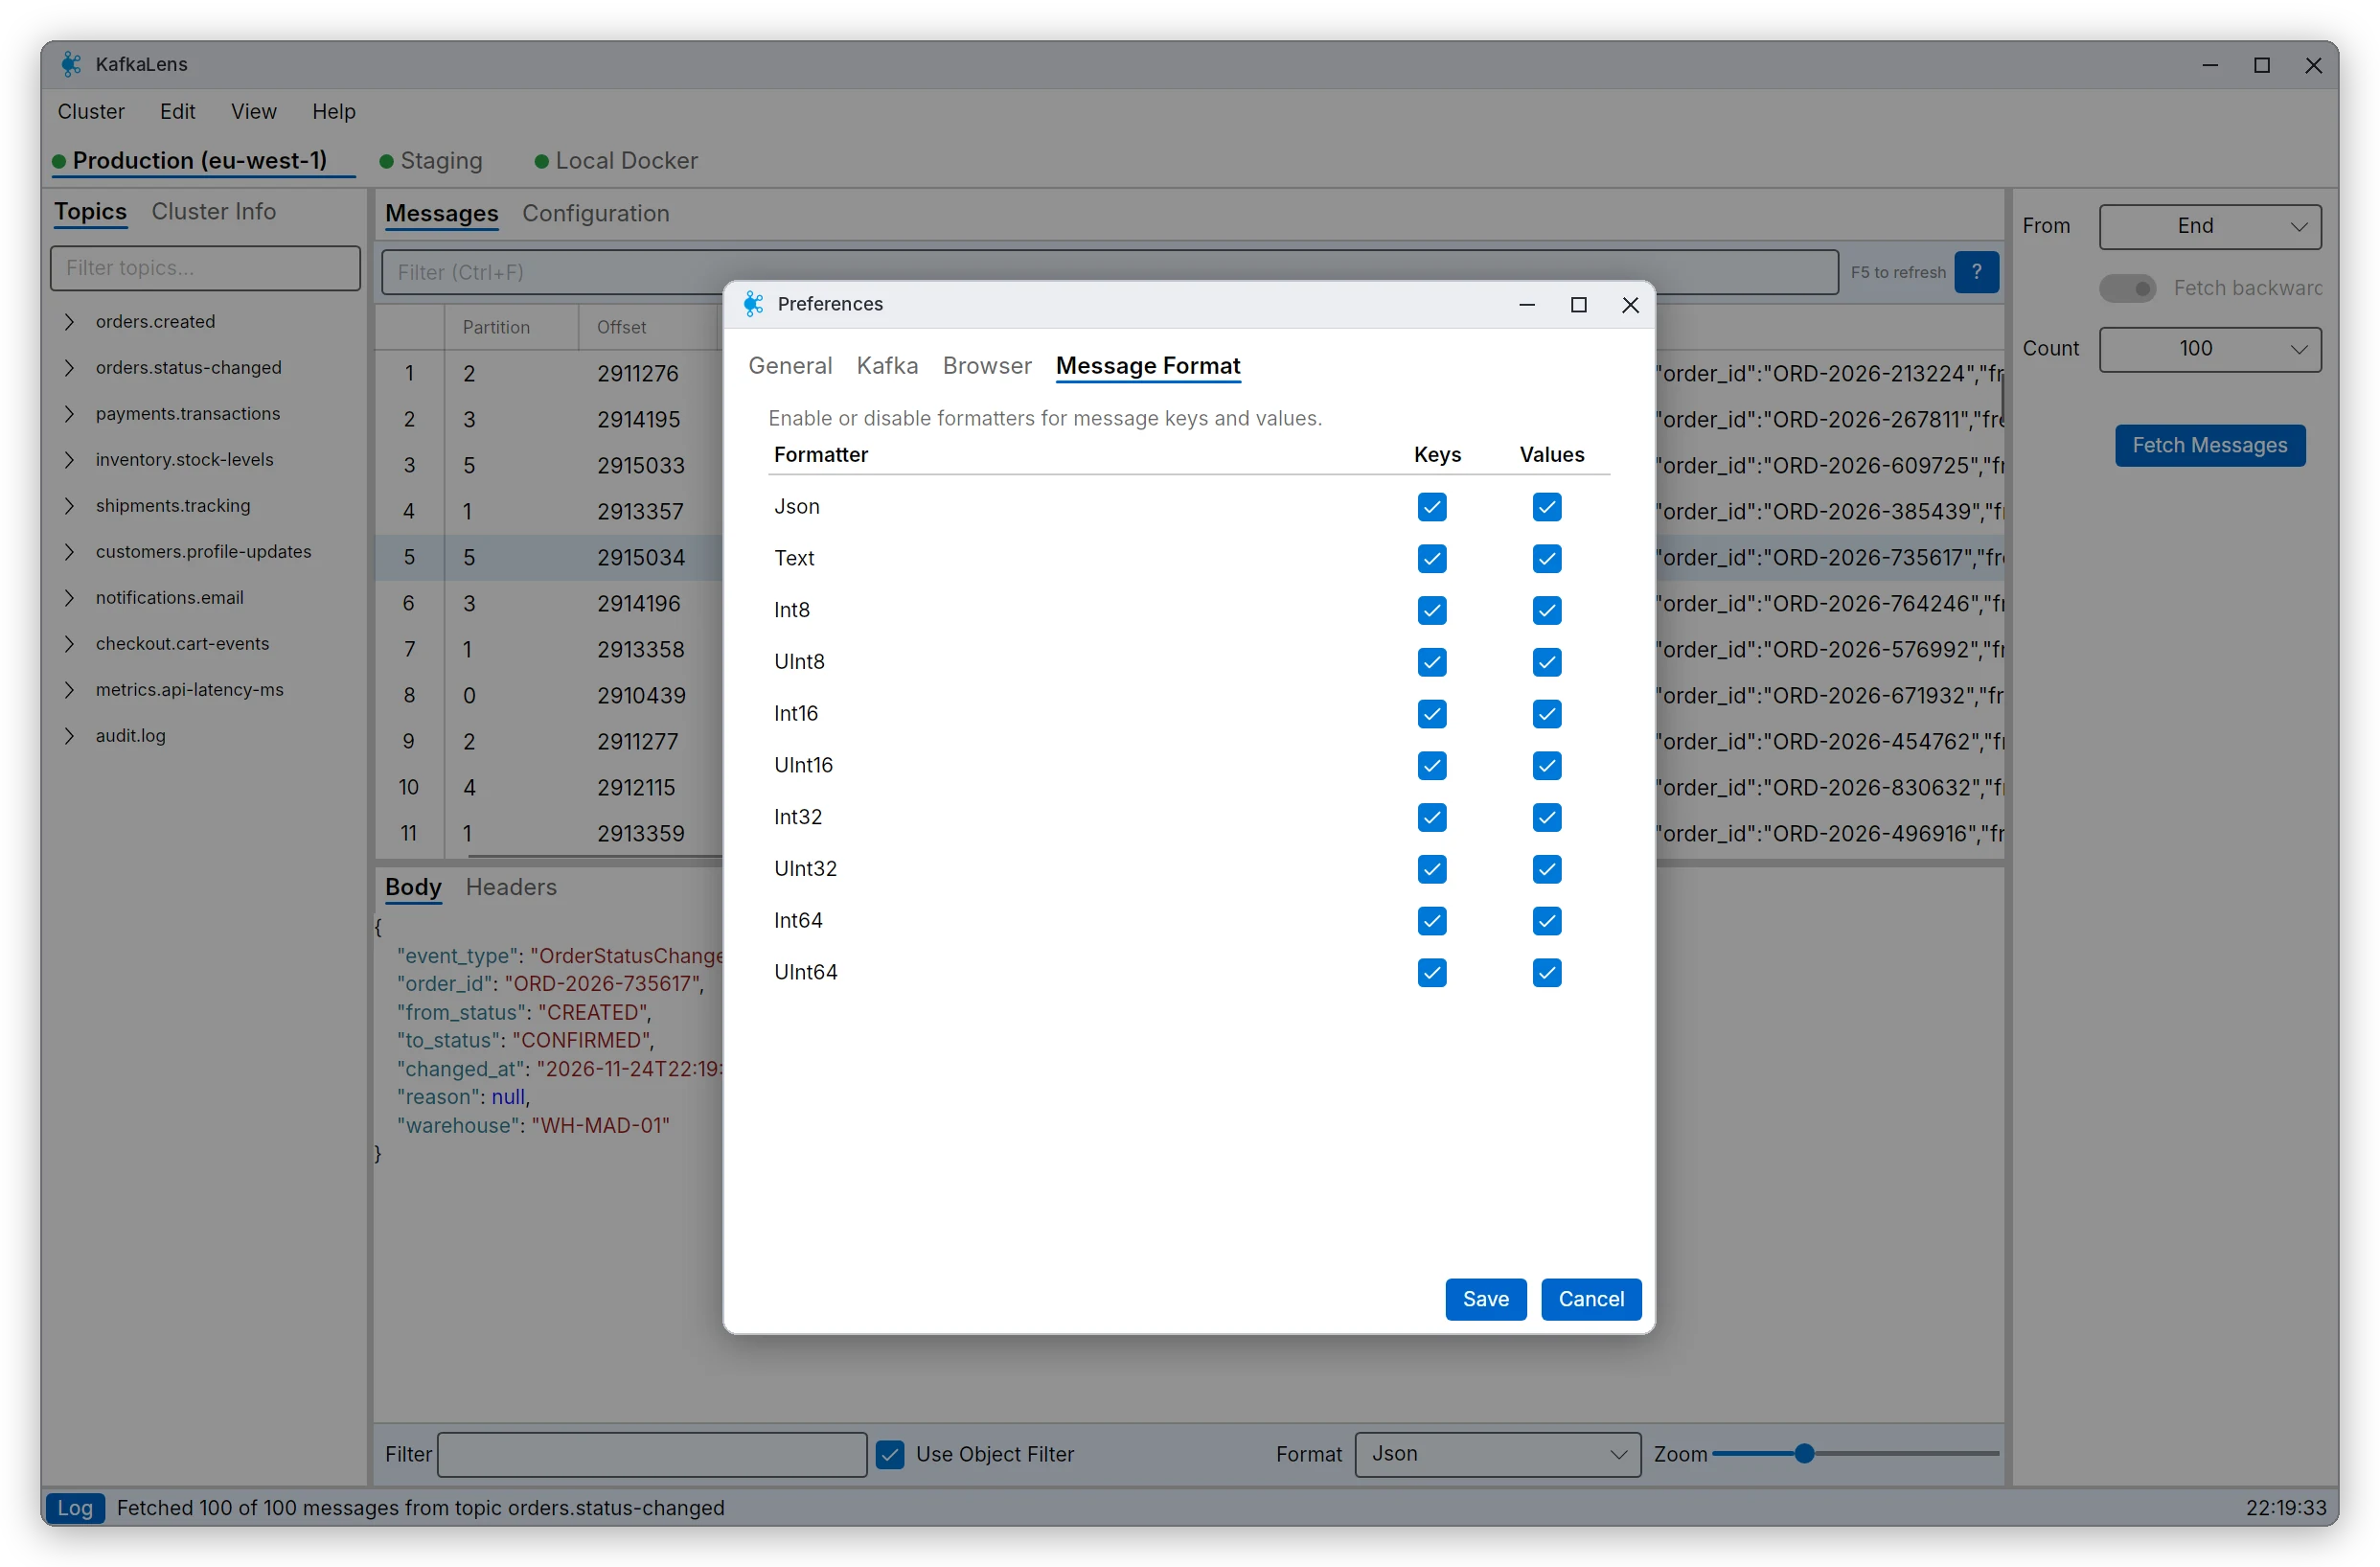 KafkaLens
Cluster Edit View Help
Production (eu-west-1) Staging Local Docker
Topics Cluster Info
Filter topics...
orders.created
orders.status-changed
payments.transactions
inventory.stock-levels
shipments.tracking
customers.profile-updates
notifications.email
checkout.cart-events
metrics.api-latency-ms
audit.log
Messages Configuration
Filter (Ctrl+F) F5 to refresh ?
Partition Offset
1 2 2911276 "order_id":"ORD-2026-213224","fr
2 3 2914195 "order_id":"ORD-2026-267811","fre
3 5 2915033 "order_id":"ORD-2026-609725","fr
4 1 2913357 "order_id":"ORD-2026-385439","fr
5 5 2915034 "order_id":"ORD-2026-735617","fr
6 3 2914196 "order_id":"ORD-2026-764246","fr
7 1 2913358 "order_id":"ORD-2026-576992","fr
8 0 2910439 "order_id":"ORD-2026-671932","fr
9 2 2911277 "order_id":"ORD-2026-454762","fr
10 4 2912115 "order_id":"ORD-2026-830632","fr
11 1 2913359 "order_id":"ORD-2026-496916","fr
Body Headers
{
"event_type": "OrderStatusChange
"order_id": "ORD-2026-735617",
"from_status": "CREATED",
"to_status": "CONFIRMED",
"changed_at": "2026-11-24T22:19:
"reason": null,
"warehouse": "WH-MAD-01"
}
Filter Use Object Filter Format Json Zoom
From End
Fetch backward
Count 100
Fetch Messages
Preferences
General Kafka Browser Message Format
Enable or disable formatters for message keys and values.
Formatter Keys Values
Json
Text
Int8
UInt8
Int16
UInt16
Int32
UInt32
Int64
UInt64
Save Cancel
Log Fetched 100 of 100 messages from topic orders.status-changed 22:19:33